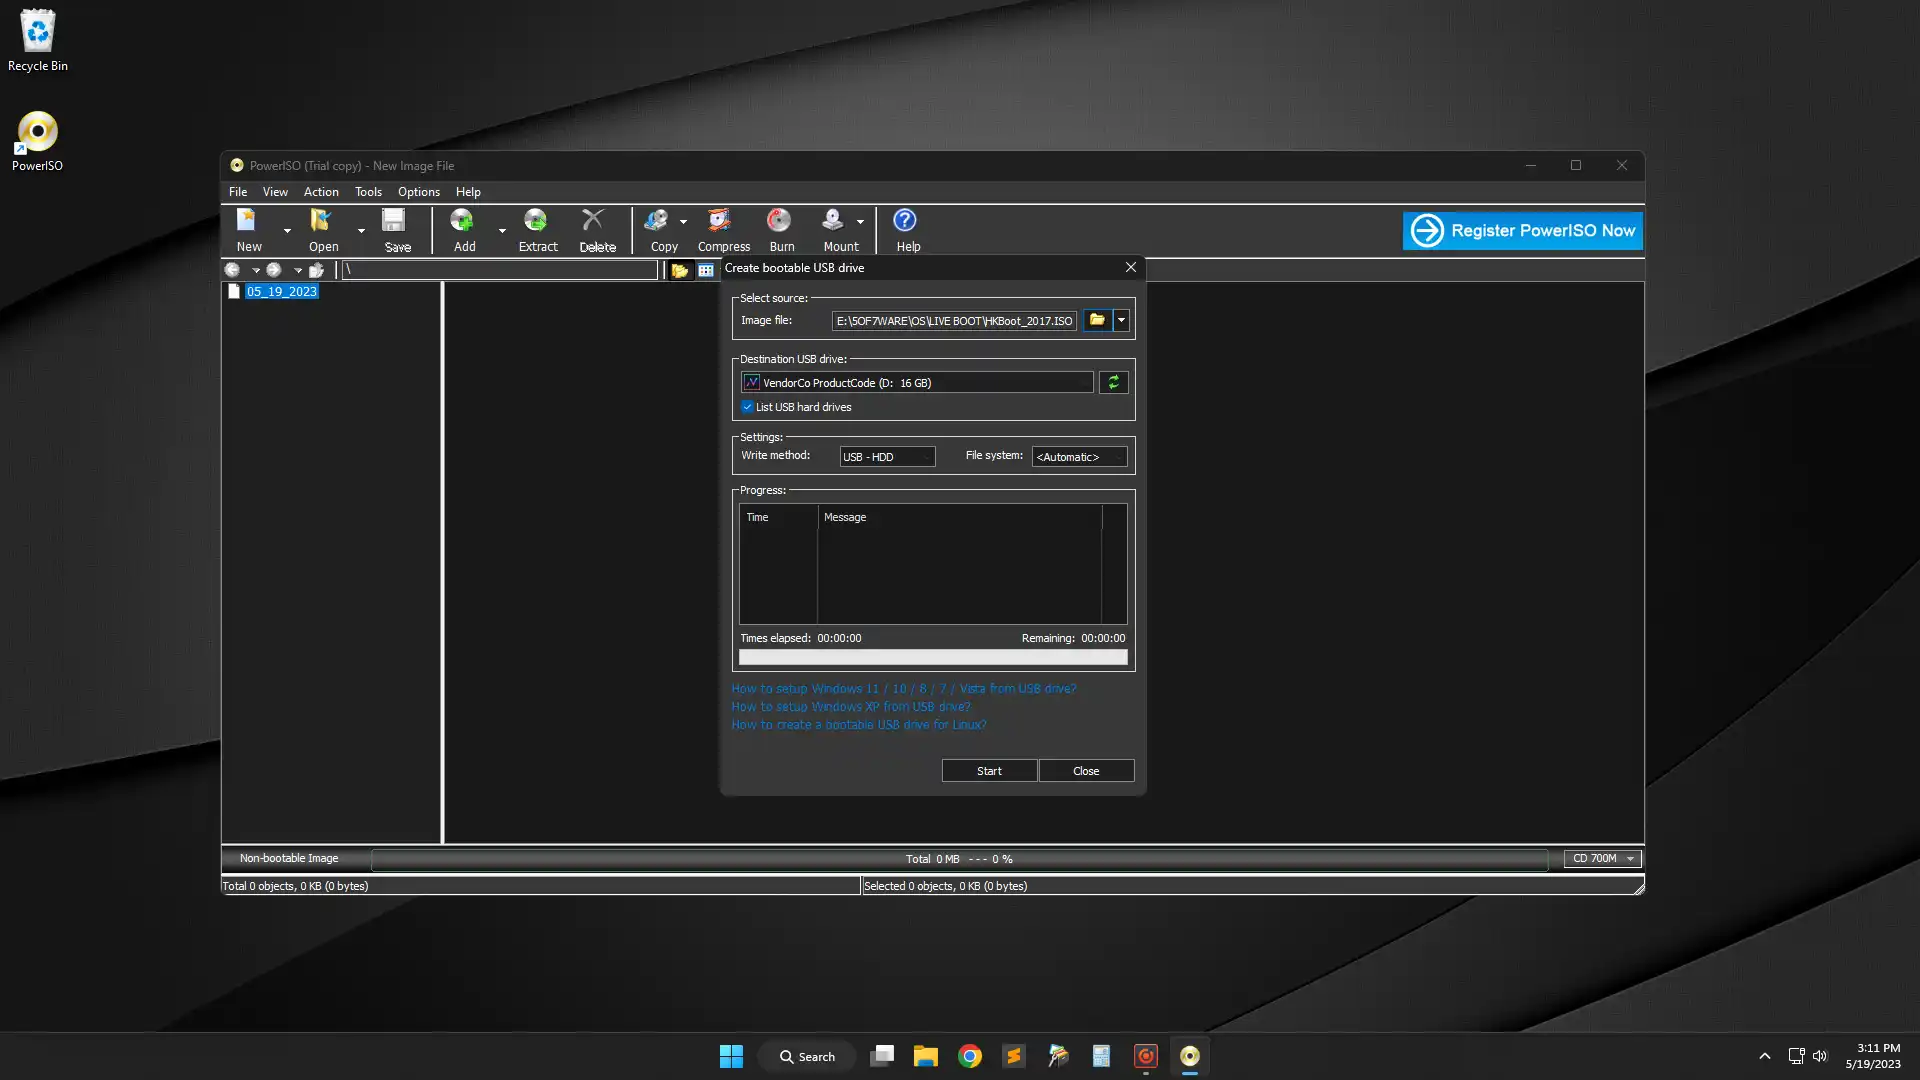 Recycle Bin
PowerISO
PowerISO (Trial copy) - New Image File
File View Action Tools Options Help
New Open Save Add Extract Delete Copy Compress Burn Mount Help
Register PowerISO Now
\
05_19_2023
Create bootable USB drive
Select source:
Image file: E:\5OF7WARE\OS\LIVE BOOT\HKBoot_2017.ISO
Destination USB drive:
VendorCo ProductCode (D: 16 GB)
List USB hard drives
Settings:
Write method: USB - HDD File system: <Automatic>
Progress:
Time Message
Times elapsed: 00:00:00 Remaining: 00:00:00
How to setup Windows 11 / 10 / 8 / 7 / Vista from USB drive?
How to setup Windows XP from USB drive?
How to create a bootable USB drive for Linux?
Start Close
Non-bootable Image Total 0 MB --- 0 % CD 700M
Total 0 objects, 0 KB (0 bytes) Selected 0 objects, 0 KB (0 bytes)
Search
3:11 PM
5/19/2023